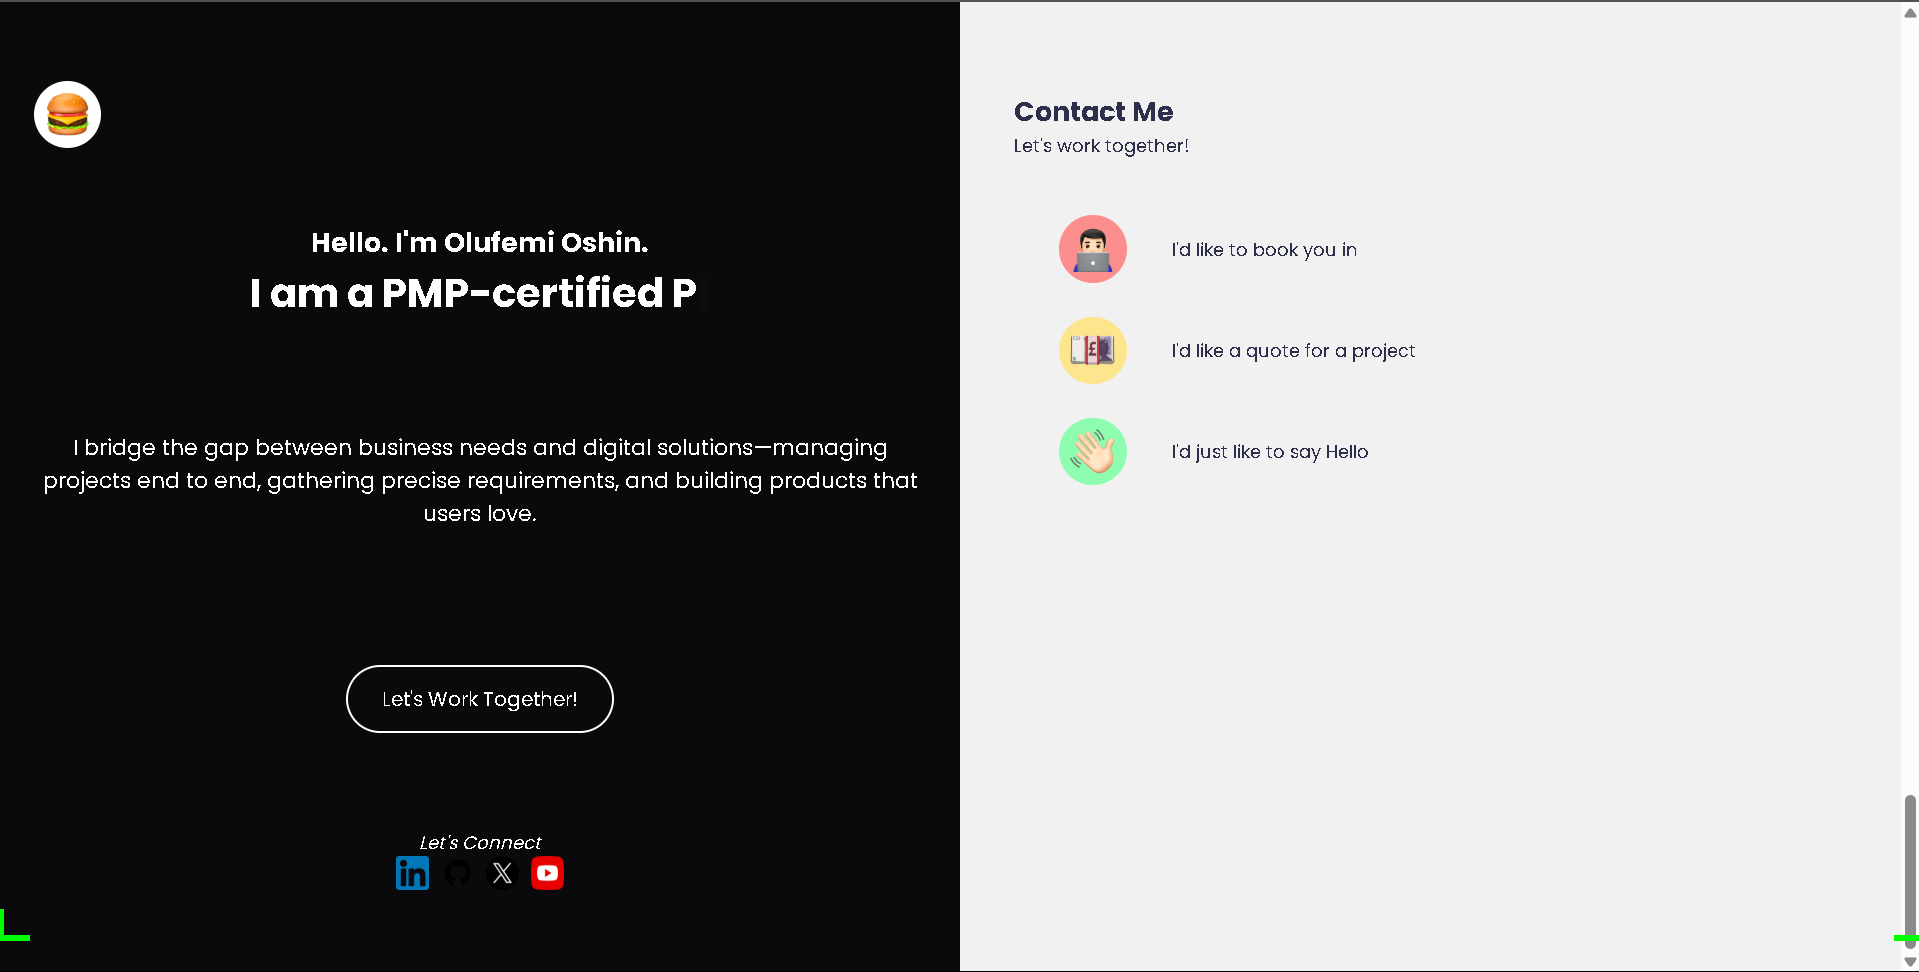 Hello. I'm Olufemi Oshin.
I am a PMP-certified P
I bridge the gap between business needs and digital solutions—managing
projects end to end, gathering precise requirements, and building products that
users love.
Let's Work Together!
Let's Connect
in
X
Contact Me
Let's work together!
I'd like to book you in
£
I'd like a quote for a project
I'd just like to say Hello